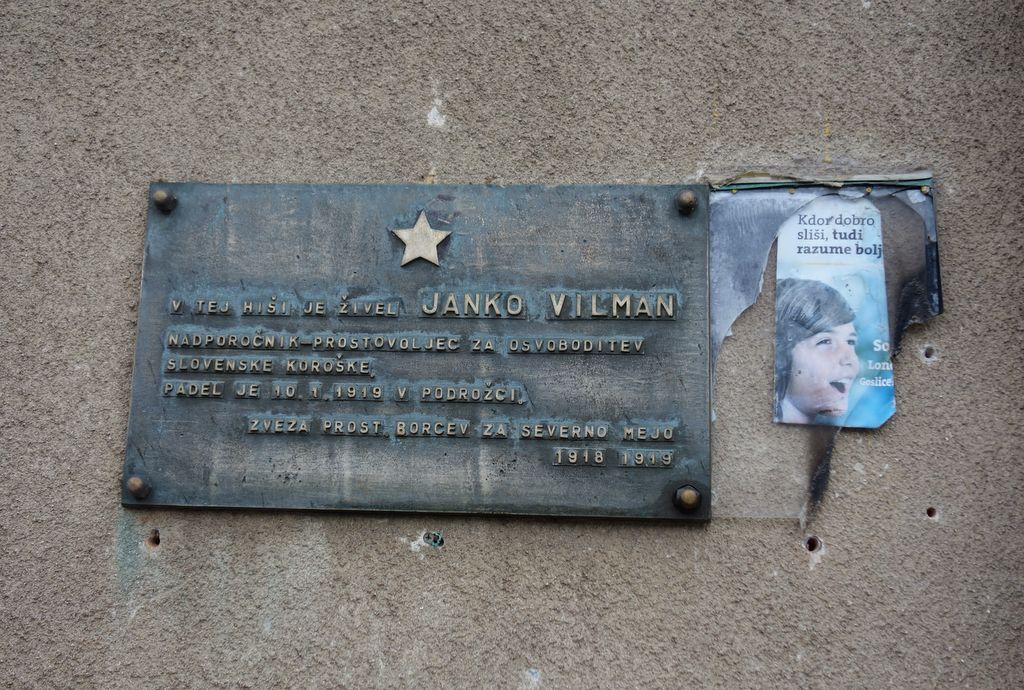 V TEJ HIŠI JE ŽIVEL JANKO VILMAN
NADPOROČNIK-PROSTOVOLJEC ZA OSVOBODITEV
SLOVENSKE KOROŠKE,
PADEL JE 10. 1. 1919 V PODROŽCI,
ZVEZA PROST. BORCEV ZA SEVERNO MEJO
1918 1919
Kdor dobro
sliši, tudi
razume bolj
So